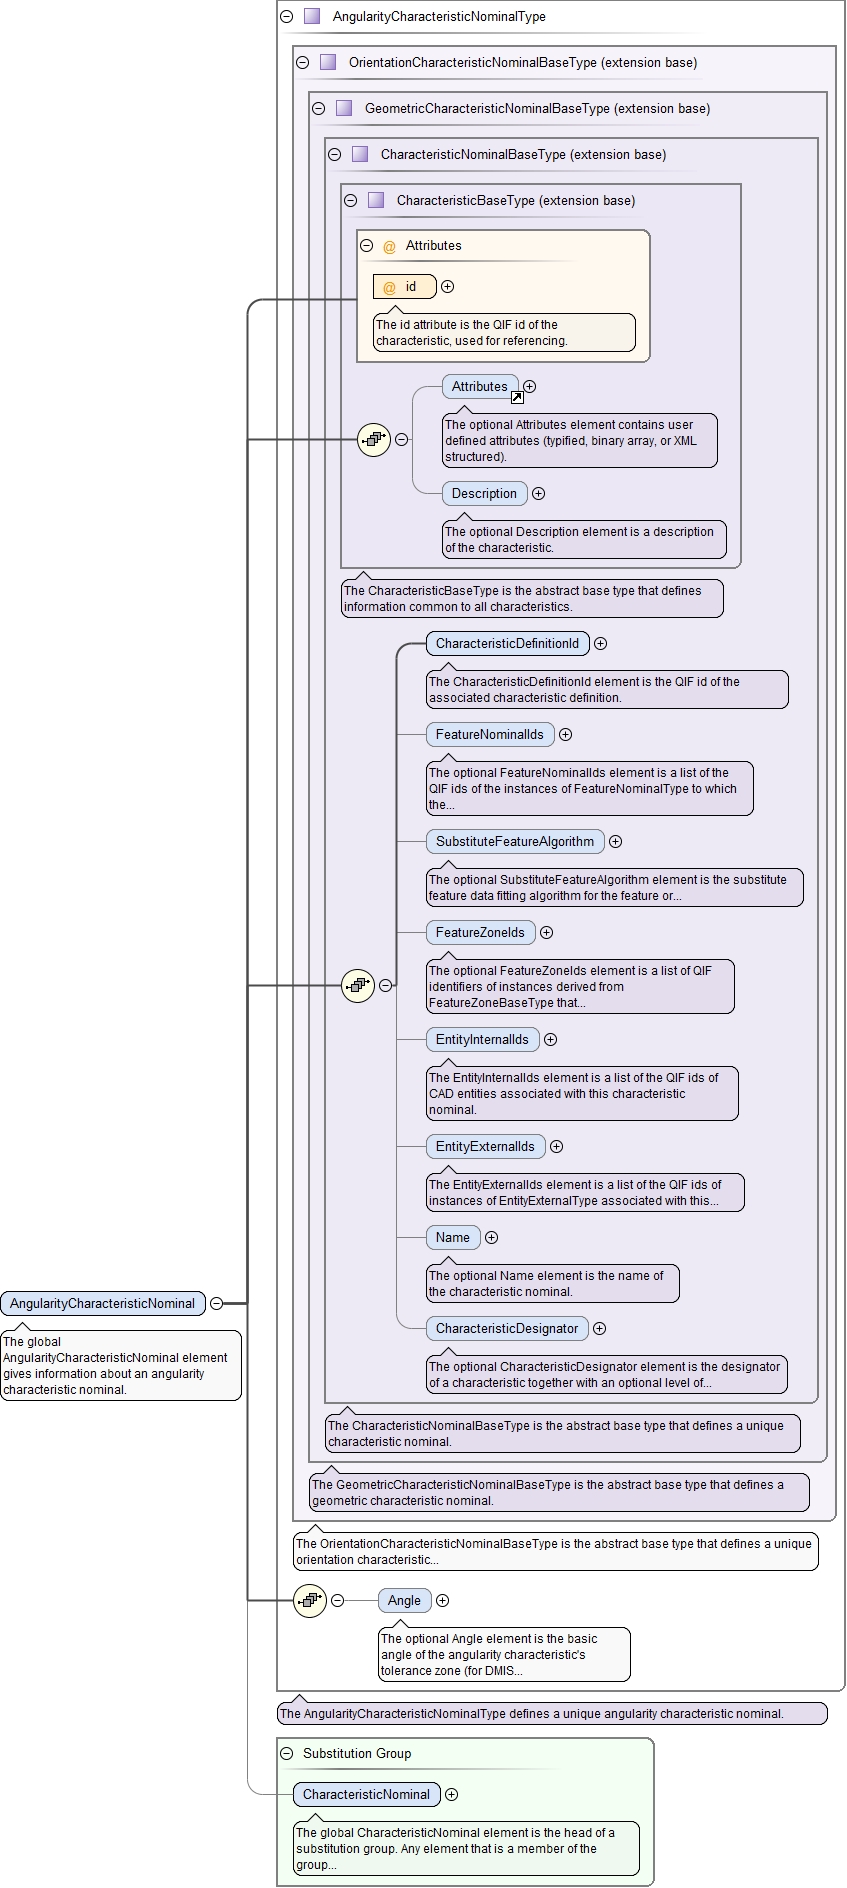 AngularityCharacteristicNominalType
OrientationCharacteristicNominalBaseType (extension base)
GeometricCharacteristicNominalBaseType (extension base)
CharacteristicNominalBaseType (extension base)
CharacteristicBaseType (extension base)
@ Attributes
@ id
The id attribute is the QIF id of the
characteristic, used for referencing.
Attributes
The optional Attributes element contains user
defined attributes (typified, binary array, or XML
structured).
Description
The optional Description element is a description
of the characteristic.
The CharacteristicBaseType is the abstract base type that defines
information common to all characteristics.
CharacteristicDefinitionId
The CharacteristicDefinitionId element is the QIF id of the
associated characteristic definition.
FeatureNominalIds
The optional FeatureNominalIds element is a list of the
QIF ids of the instances of FeatureNominalType to which
the...
SubstituteFeatureAlgorithm
The optional SubstituteFeatureAlgorithm element is the substitute
feature data fitting algorithm for the feature or...
FeatureZoneIds
The optional FeatureZoneIds element is a list of QIF
identifiers of instances derived from
FeatureZoneBaseType that...
EntityInternalIds
The EntityInternalIds element is a list of the QIF ids of
CAD entities associated with this characteristic
nominal.
EntityExternalIds
The EntityExternalIds element is a list of the QIF ids of
instances of EntityExternalType associated with this...
Name
The optional Name element is the name of
the characteristic nominal.
AngularityCharacteristicNominal
The global
AngularityCharacteristicNominal element
gives information about an angularity
characteristic nominal.
CharacteristicDesignator
The optional CharacteristicDesignator element is the designator
of a characteristic together with an optional level of...
The CharacteristicNominalBaseType is the abstract base type that defines a unique
characteristic nominal.
The GeometricCharacteristicNominalBaseType is the abstract base type that defines a
geometric characteristic nominal.
The OrientationCharacteristicNominalBaseType is the abstract base type that defines a unique
orientation characteristic...
Angle
The optional Angle element is the basic
angle of the angularity characteristic's
tolerance zone (for DMIS...
The AngularityCharacteristicNominalType defines a unique angularity characteristic nominal.
Substitution Group
CharacteristicNominal
The global CharacteristicNominal element is the head of a
substitution group. Any element that is a member of the
group...